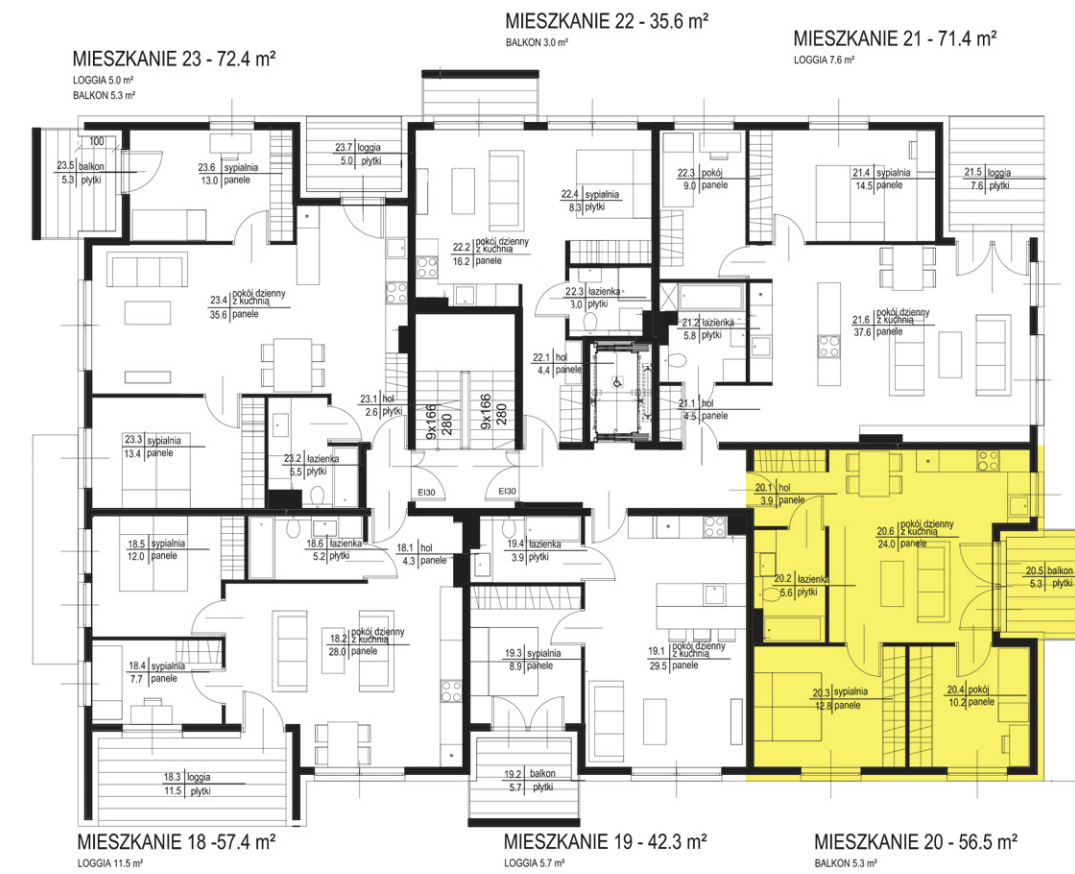 MIESZKANIE 22 - 35.6 m²
BALKON 3.0 m²
MIESZKANIE 21 - 71.4 m²
LOGGIA 7.6 m²
MIESZKANIE 23 - 72.4 m²
LOGGIA 5.0 m²
BALKON 5.3 m²
100
23.5 balkon
5.3 płytki
23.6 sypialnia
13.0 panele
23.7 loggia
5.0 płytki
22.4 sypialnia
8.3 płytki
22.3 pokój
9.0 panele
21.4 sypialnia
14.5 panele
21.5 loggia
7.6 płytki
22.2 pokój dzienny
z kuchnią
16.2 panele
23.4 pokój dzienny
z kuchnią
35.6 panele
22.3 łazienka
3.0 płytki
21.2 łazienka
5.8 płytki
21.6 pokój dzienny
z kuchnią
37.6 panele
22.1 hol
4.4 panele
23.1 hol
2.6 płytki
9x166
280
9x166
280
21.1 hol
4.5 panele
23.3 sypialnia
13.4 panele
23.2 łazienka
5.5 płytki
EI30
EI30
20.1 hol
3.9 panele
18.5 sypialnia
12.0 panele
18.6 łazienka
5.2 płytki
18.1 hol
4.3 panele
19.4 łazienka
3.9 płytki
20.6 pokój dzienny
z kuchnią
24.0 panele
20.2 łazienka
5.6 płytki
20.5 balkon
5.3 płytki
18.2 pokój dzienny
z kuchnią
28.0 panele
18.4 sypialnia
7.7 panele
19.3 sypialnia
8.9 panele
19.1 pokój dzienny
z kuchnią
29.5 panele
20.3 sypialnia
12.8 panele
20.4 pokój
10.2 panele
18.3 loggia
11.5 płytki
19.2 balkon
5.7 płytki
MIESZKANIE 18 -57.4 m²
LOGGIA 11.5 m²
MIESZKANIE 19 - 42.3 m²
LOGGIA 5.7 m²
MIESZKANIE 20 - 56.5 m²
BALKON 5.3 m²